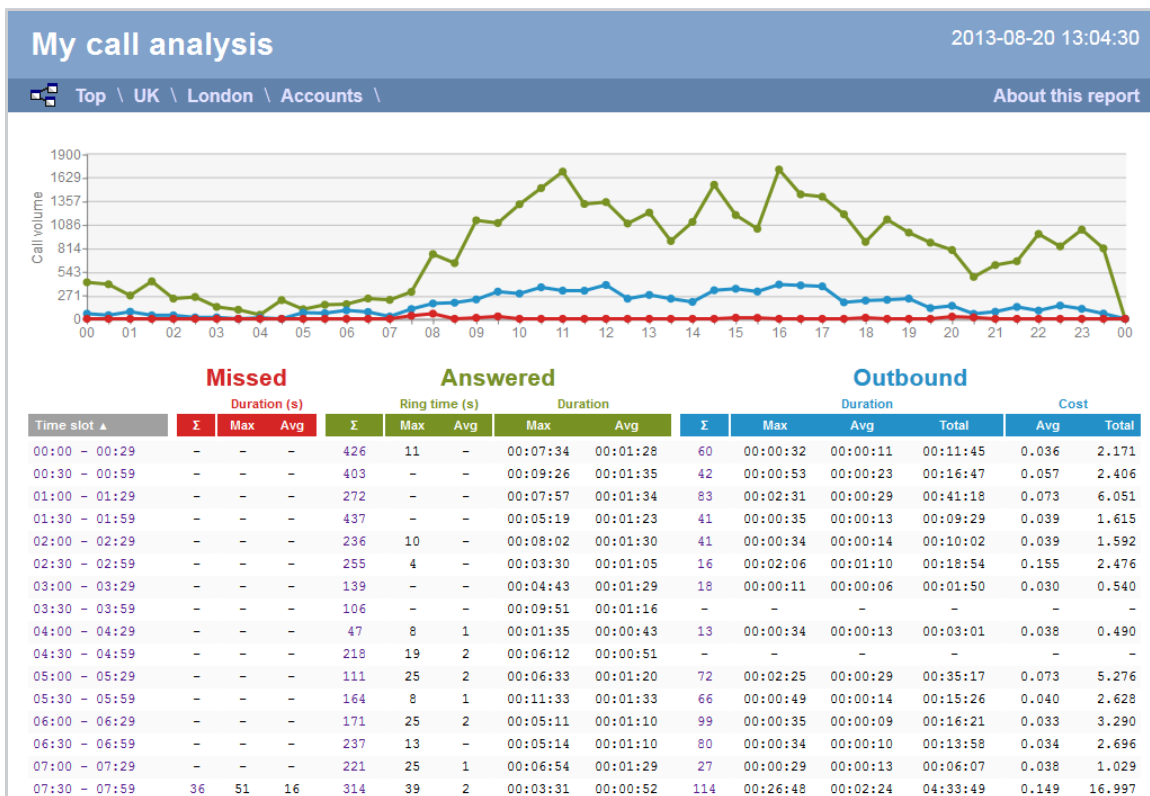 My call analysis 2013-08-20 13:04:30
Top \ UK \ London \ Accounts \ About this report
1900
1629
1357
1086
814
543
271
0
Call volume
00 01 02 03 04 05 06 07 08 09 10 11 12 13 14 15 16 17 18 19 20 21 22 23 00
Missed Answered Outbound
Duration (s) Ring time (s) Duration Duration Cost
Time slot ▲ Σ Max Avg Σ Max Avg Max Avg Σ Max Avg Total Avg Total
00:00 - 00:29 - - - 426 11 - 00:07:34 00:01:28 60 00:00:32 00:00:11 00:11:45 0.036 2.171
00:30 - 00:59 - - - 403 - - 00:09:26 00:01:35 42 00:00:53 00:00:23 00:16:47 0.057 2.406
01:00 - 01:29 - - - 272 - - 00:07:57 00:01:34 83 00:02:31 00:00:29 00:41:18 0.073 6.051
01:30 - 01:59 - - - 437 - - 00:05:19 00:01:23 41 00:00:35 00:00:13 00:09:29 0.039 1.615
02:00 - 02:29 - - - 236 10 - 00:08:02 00:01:30 41 00:00:34 00:00:14 00:10:02 0.039 1.592
02:30 - 02:59 - - - 255 4 - 00:03:30 00:01:05 16 00:02:06 00:01:10 00:18:54 0.155 2.476
03:00 - 03:29 - - - 139 - - 00:04:43 00:01:29 18 00:00:11 00:00:06 00:01:50 0.030 0.540
03:30 - 03:59 - - - 106 - - 00:09:51 00:01:16 - - - - - -
04:00 - 04:29 - - - 47 8 1 00:01:35 00:00:43 13 00:00:34 00:00:13 00:03:01 0.038 0.490
04:30 - 04:59 - - - 218 19 2 00:06:12 00:00:51 - - - - - -
05:00 - 05:29 - - - 111 25 2 00:06:33 00:01:20 72 00:02:25 00:00:29 00:35:17 0.073 5.276
05:30 - 05:59 - - - 164 8 1 00:11:33 00:01:33 66 00:00:49 00:00:14 00:15:26 0.040 2.628
06:00 - 06:29 - - - 171 25 2 00:05:11 00:01:10 99 00:00:35 00:00:09 00:16:21 0.033 3.290
06:30 - 06:59 - - - 237 13 - 00:05:14 00:01:10 80 00:00:34 00:00:10 00:13:58 0.034 2.696
07:00 - 07:29 - - - 221 25 1 00:06:54 00:01:29 27 00:00:29 00:00:13 00:06:07 0.038 1.029
07:30 - 07:59 36 51 16 314 39 2 00:03:31 00:00:52 114 00:26:48 00:02:24 04:33:49 0.149 16.997